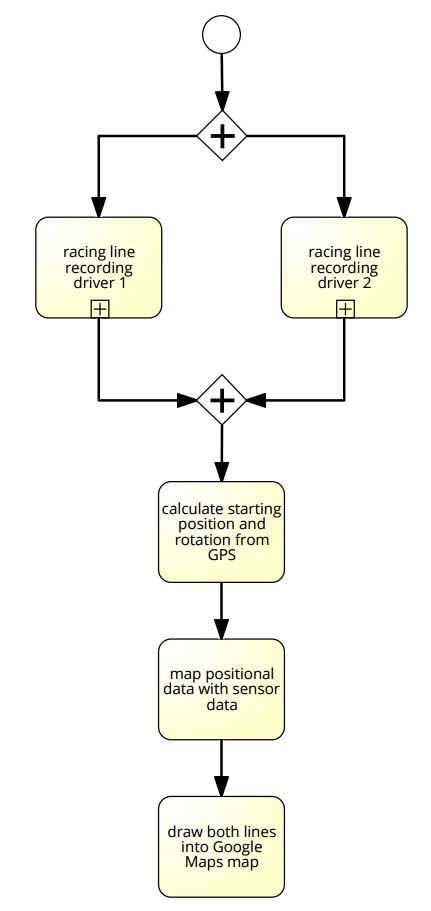 racing line
recording
driver 1
racing line
recording
driver 2
calculate starting
position and
rotation from
GPS
map positional
data with sensor
data
draw both lines
into Google
Maps map